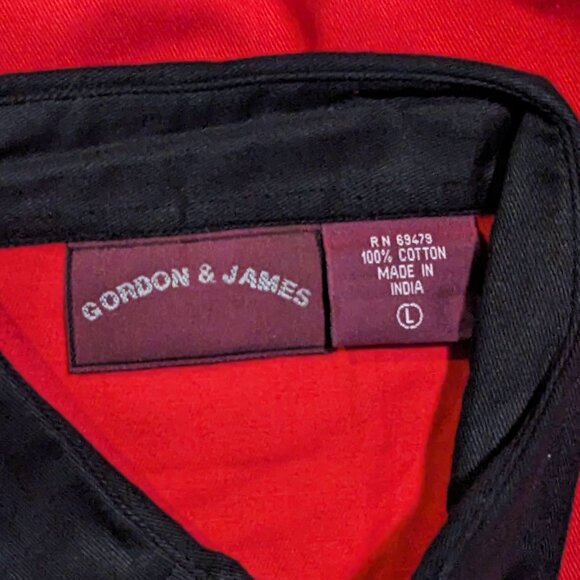 GORDON & JAMES
RN 69479
100% COTTON
MADE IN
INDIA
L